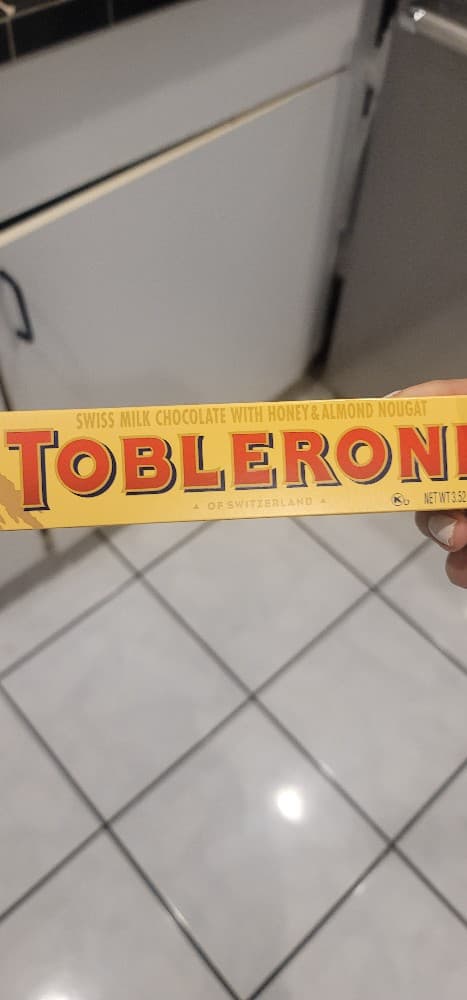 SWISS MILK CHOCOLATE WITH HONEY & ALMOND NOUGAT
TOBLERON
OF SWITZERLAND
K D NET WT 3.52